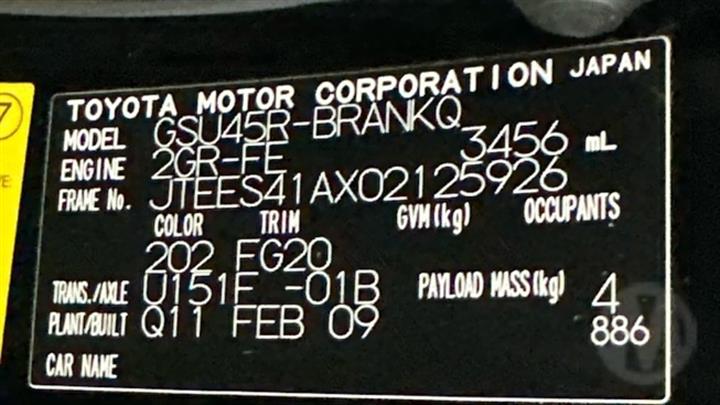 7
TOYOTA MOTOR CORPORATION JAPAN
MODEL GSU45R-BRANKQ
ENGINE 2GR-FE 3456 mL
FRAME No. JTEES41AX02125926
COLOR TRIM GVM(kg) OCCUPANTS
202 FG20
TRANS./AXLE U151F -01B PAYLOAD MASS(kg) 4
PLANT/BUILT Q11 FEB 09 886
CAR NAME